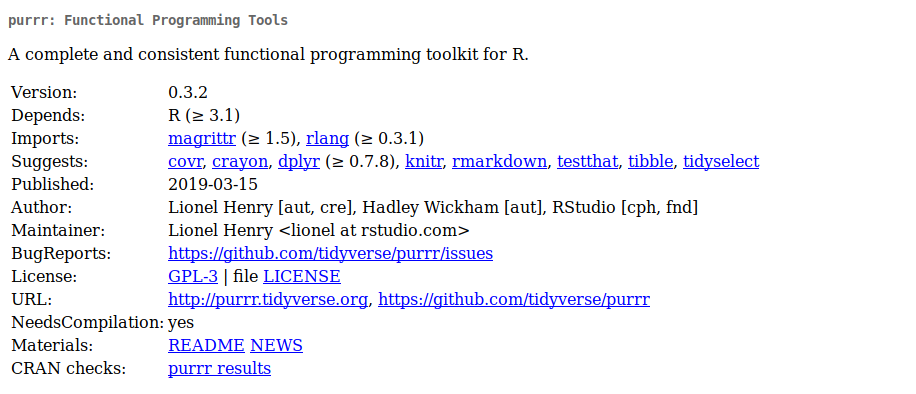 purrr: Functional Programming Tools
A complete and consistent functional programming toolkit for R.
Version: 0.3.2
Depends: R (≥ 3.1)
Imports: magrittr (≥ 1.5), rlang (≥ 0.3.1)
Suggests: covr, crayon, dplyr (≥ 0.7.8), knitr, rmarkdown, testthat, tibble, tidyselect
Published: 2019-03-15
Author: Lionel Henry [aut, cre], Hadley Wickham [aut], RStudio [cph, fnd]
Maintainer: Lionel Henry <lionel at rstudio.com>
BugReports: https://github.com/tidyverse/purrr/issues
License: GPL-3 | file LICENSE
URL: http://purrr.tidyverse.org, https://github.com/tidyverse/purrr
NeedsCompilation: yes
Materials: README NEWS
CRAN checks: purrr results